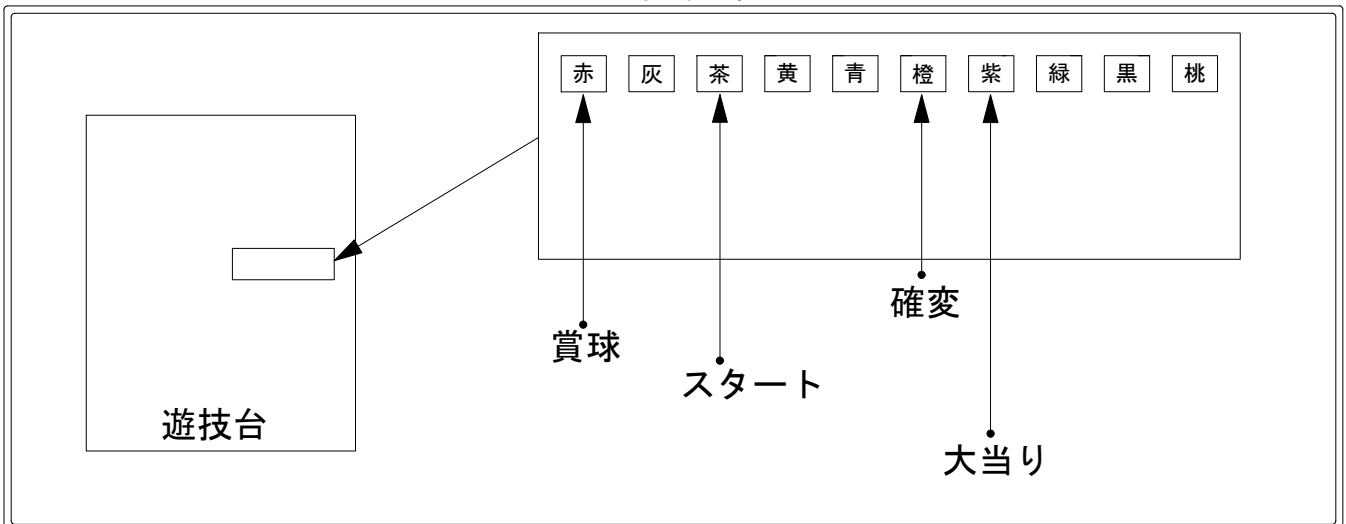 赤 灰 茶 黄 青 橙 紫 緑 黒 桃
確変
賞球
スタート
遊技台
大当り